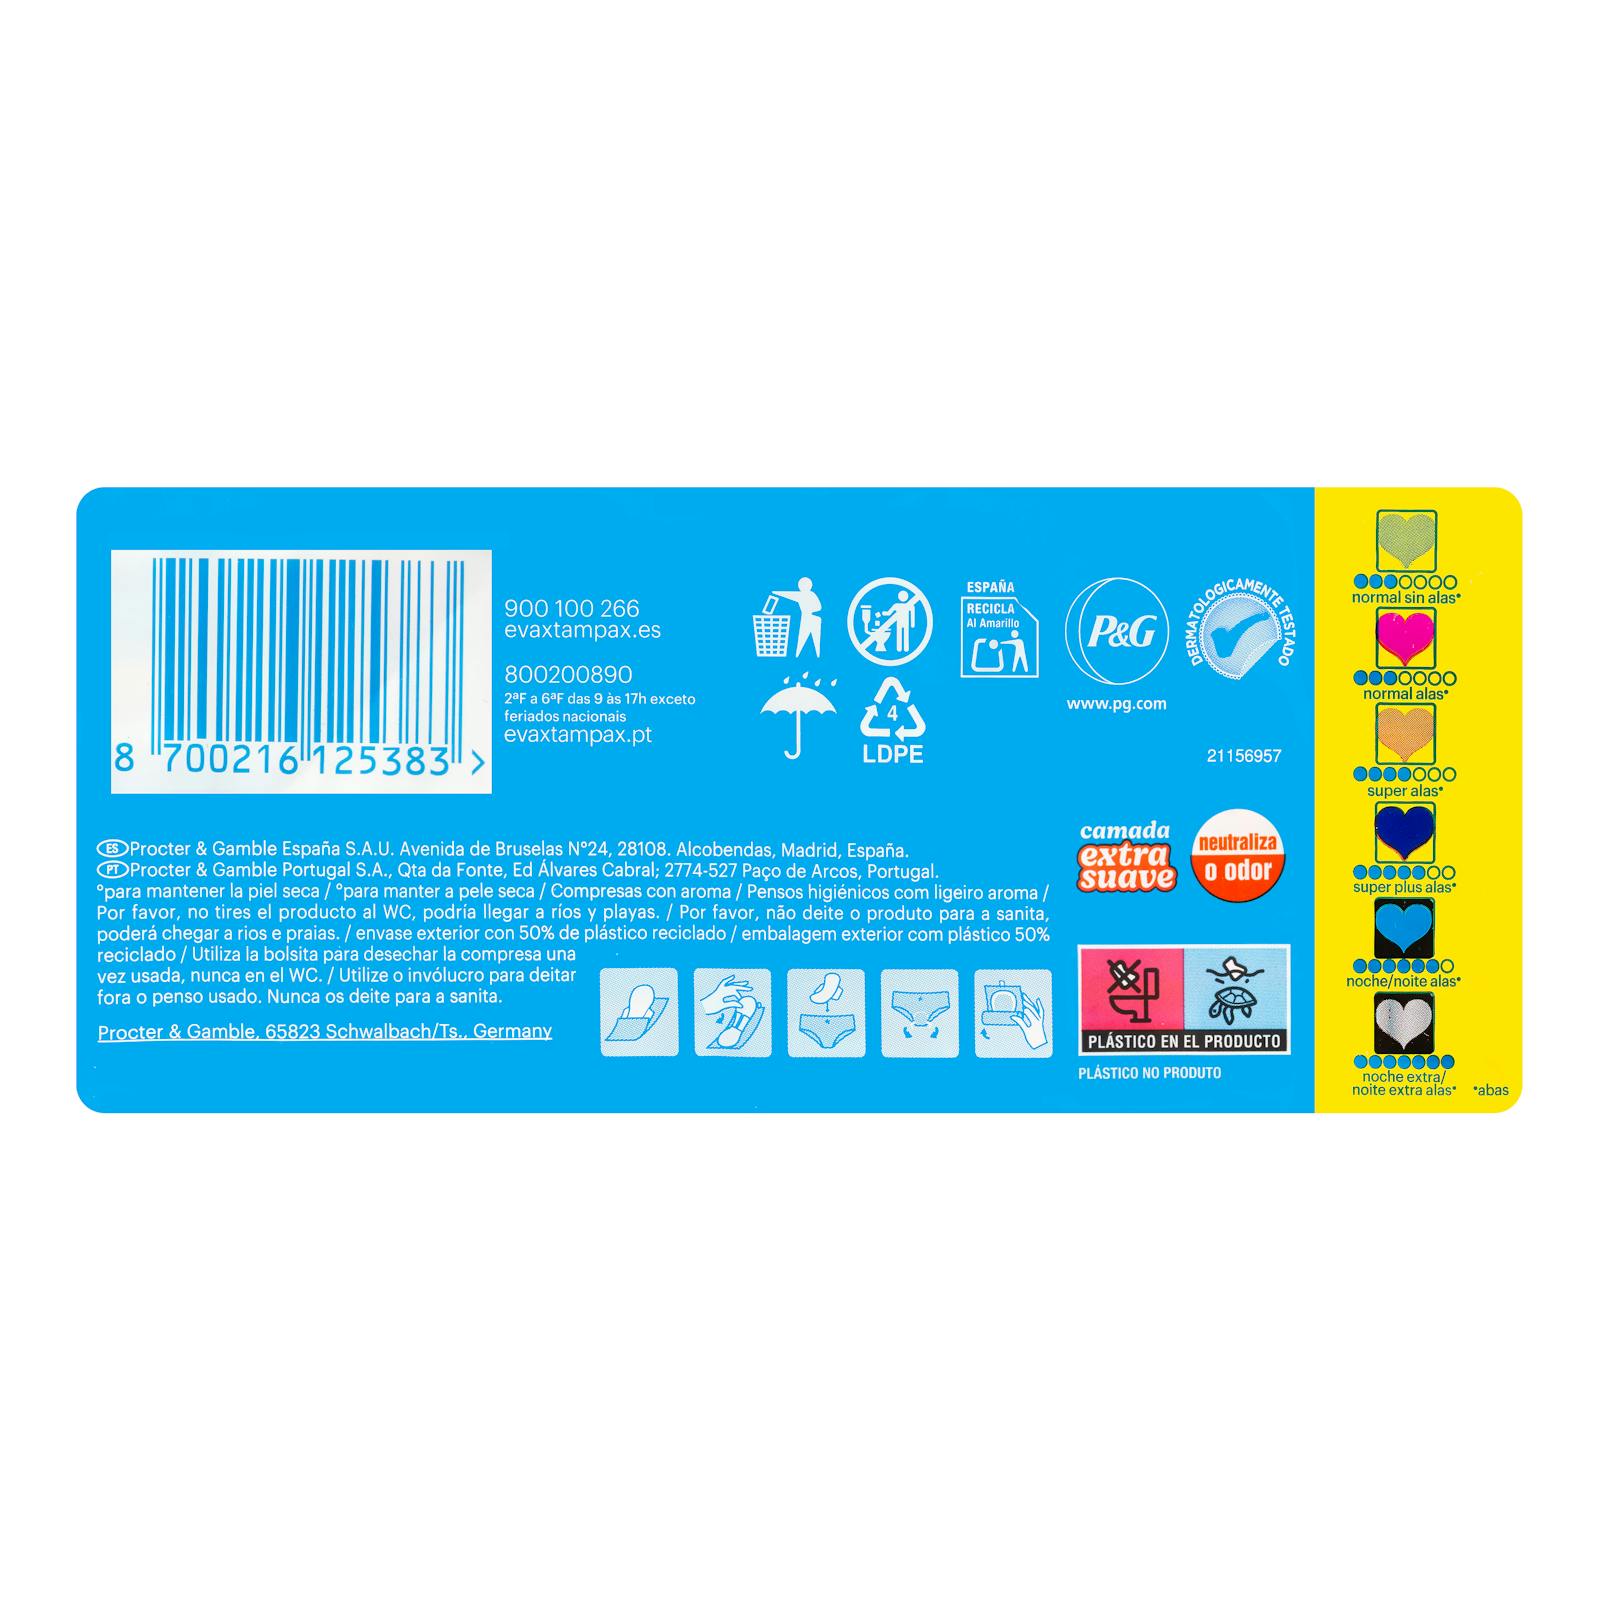 8 700216 125383 >
900 100 266
evaxtampax.es
800200890
2ªF a 6ªF das 9 às 17h exceto
feriados nacionais
evaxtampax.pt
4
LDPE
ESPAÑA
RECICLA
Al Amarillo
P&G
www.pg.com
DERMATOLOGICAMENTE TESTADO
21156957
ES Procter & Gamble España S.A.U. Avenida de Bruselas Nº24, 28108. Alcobendas, Madrid, España.
PT Procter & Gamble Portugal S.A., Qta da Fonte, Ed Álvares Cabral; 2774-527 Paço de Arcos, Portugal.
°para mantener la piel seca / °para manter a pele seca / Compresas con aroma / Pensos higiénicos com ligeiro aroma /
Por favor, no tires el producto al WC, podría llegar a ríos y playas. / Por favor, não deite o produto para a sanita,
poderá chegar a rios e praias. / envase exterior con 50% de plástico reciclado / embalagem exterior com plástico 50%
reciclado / Utiliza la bolsita para desechar la compresa una
vez usada, nunca en el WC. / Utilize o invólucro para deitar
fora o penso usado. Nunca os deite para a sanita.
Procter & Gamble, 65823 Schwalbach/Ts., Germany
camada
extra
suave
neutraliza
o odor
PLÁSTICO EN EL PRODUCTO
PLÁSTICO NO PRODUTO
normal sin alas*
normal alas*
super alas*
super plus alas*
noche/noite alas*
noche extra/
noite extra alas*
*abas